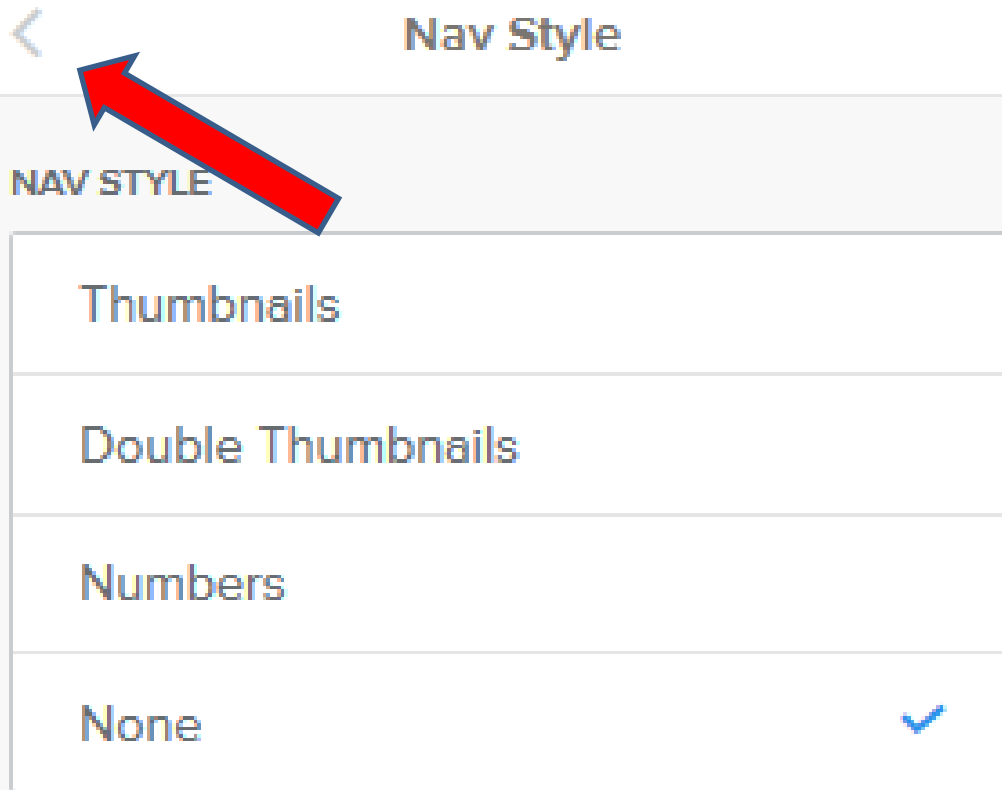 Nav Style
NAV STYLE
Thumbnails
Double Thumbnails
Numbers
None